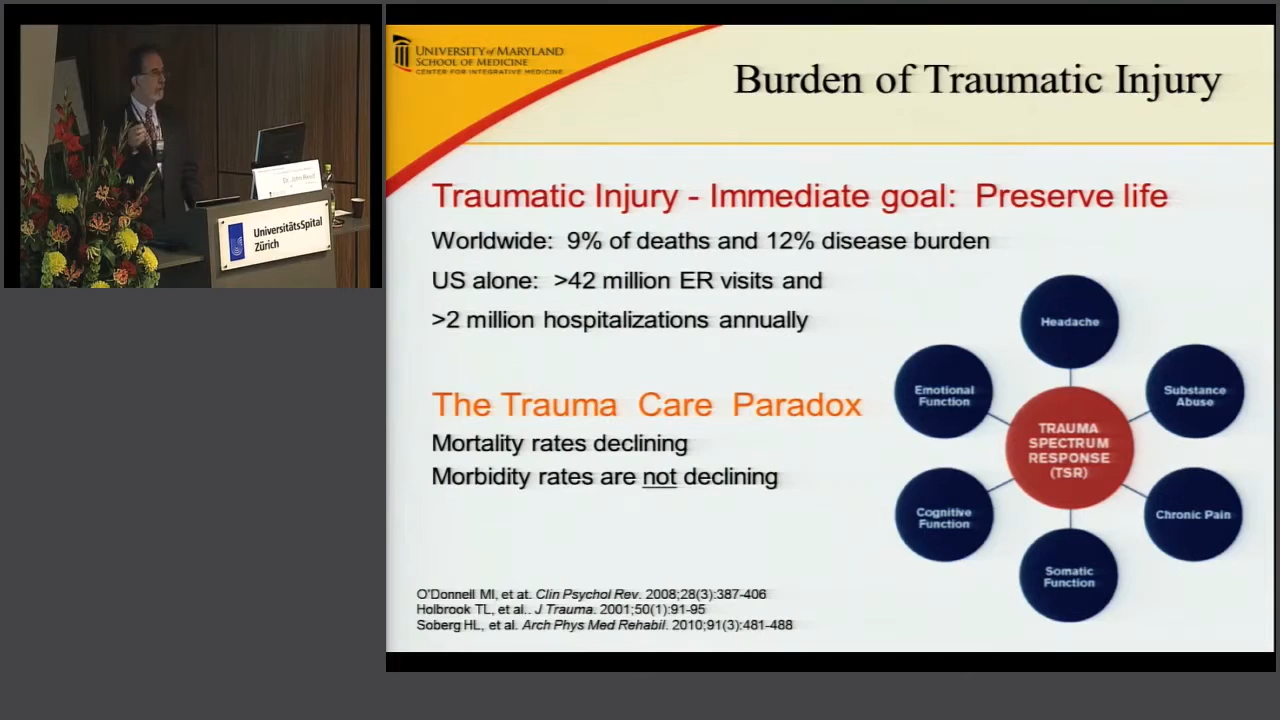 UNIVERSITY of MARYLAND
SCHOOL OF MEDICINE
CENTER FOR INTEGRATIVE MEDICINE
Burden of Traumatic Injury
Traumatic Injury - Immediate goal: Preserve life
Worldwide: 9% of deaths and 12% disease burden
US alone: >42 million ER visits and
>2 million hospitalizations annually
The Trauma Care Paradox
Mortality rates declining
Morbidity rates are not declining
Headache
Emotional
Function
Substance
Abuse
TRAUMA
SPECTRUM
RESPONSE
(TSR)
Cognitive
Function
Chronic Pain
Somatic
Function
O'Donnell Ml, et at. Clin Psychol Rev. 2008;28(3):387-406
Holbrook TL, et al.. J Trauma. 2001;50(1):91-95
Soberg HL, et al. Arch Phys Med Rehabil. 2010;91(3):481-488
Dr. John
UniversitätsSpital
Zürich